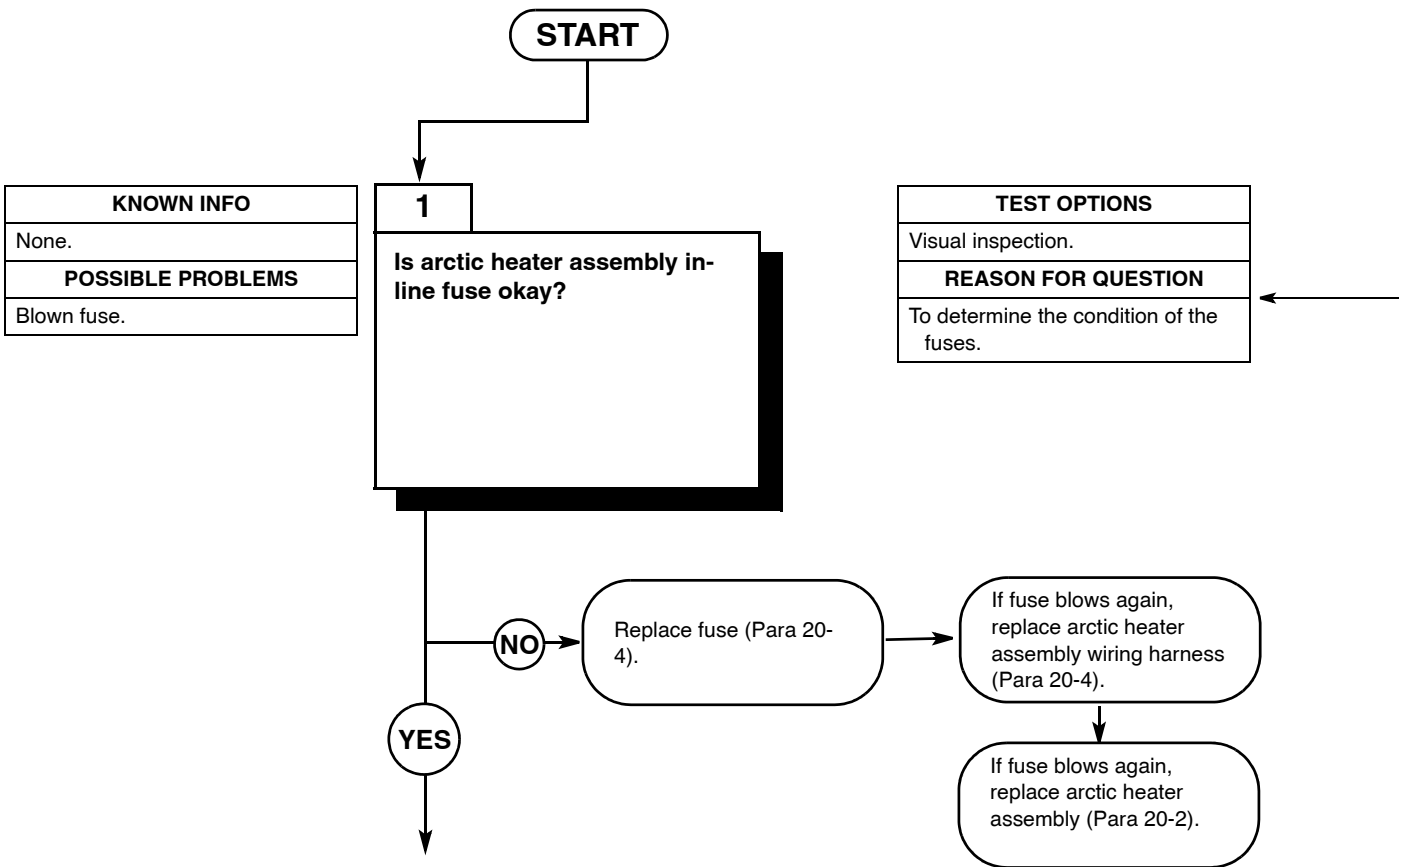 START
KNOWN INFO
None.
POSSIBLE PROBLEMS
Blown fuse.
1
Is arctic heater assembly in-
line fuse okay?
TEST OPTIONS
Visual inspection.
REASON FOR QUESTION
To determine the condition of the
fuses.
NO
Replace fuse (Para 20-
4).
If fuse blows again,
replace arctic heater
assembly wiring harness
(Para 20-4).
YES
If fuse blows again,
replace arctic heater
assembly (Para 20-2).